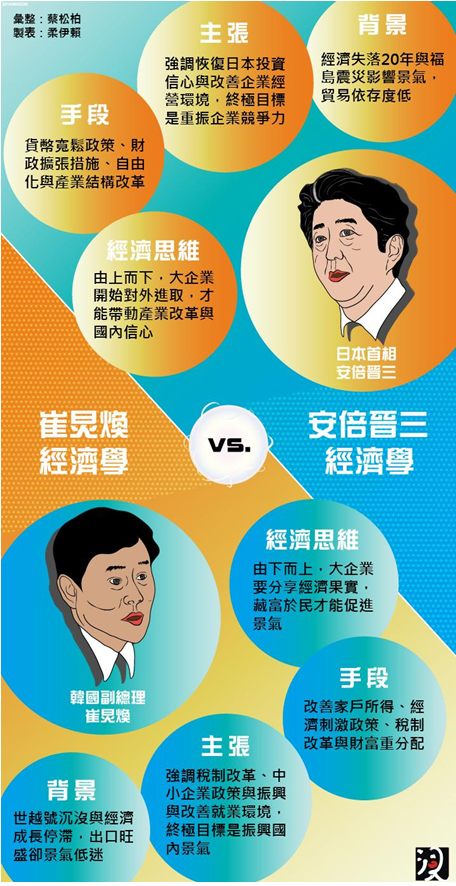 彙整：蔡松柏
製表：柔伊賴
背景
經濟失落20年與福
島震災影響景氣，
貿易依存度低
主張
強調恢復日本投資
信心與改善企業經
營環境，終極目標
是重振企業競爭力
手段
貨幣寬鬆政策、財
政擴張措施、自由
化與產業結構改革
經濟思維
由上而下，大企業
開始對外進取，才
能帶動產業改革與
國內信心
日本首相
安倍晉三
崔炅煥
經濟學
vs.
安倍晉三
經濟學
韓國副總理
崔炅煥
經濟思維
由下而上，大企業
要分享經濟果實，
藏富於民才能促進
景氣
手段
改善家戶所得、經
濟刺激政策、稅制
改革與財富重分配
主張
強調稅制改革、中
小企業政策與振興
與改善就業環境，
終極目標是振興國
內景氣
背景
世越號沉沒與經濟
成長停滯，出口旺
盛卻景氣低迷